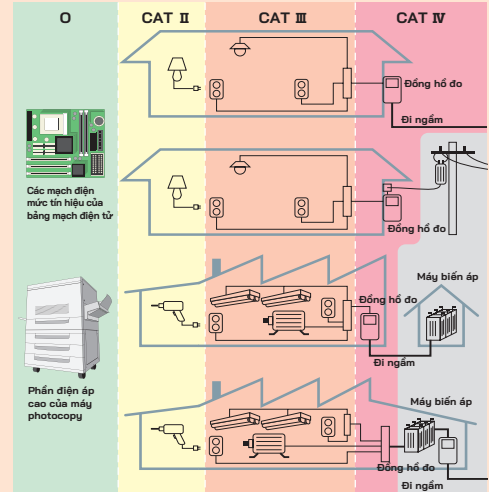 O
CAT II
CAT III
CAT IV
Đồng hồ đo
Đi ngầm
Các mạch điện
mức tín hiệu của
bảng mạch điện tử
Đồng hồ đo
Máy biến áp
Đồng hồ đo
Đi ngầm
Phần điện áp
cao của máy
photocopy
Máy biến áp
Đồng hồ đo
Đi ngầm